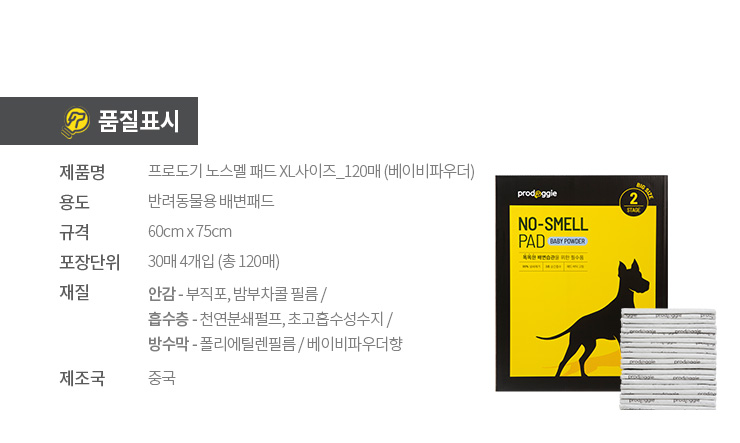 품질표시
제품명 프로도기 노스멜 패드 XL사이즈_120매 (베이비파우더)
용도 반려동물용 배변패드
규격 60cm x 75cm
포장단위 30매 4개입 (총 120매)
재질 안감 - 부직포, 밤부차콜 필름 /
흡수층 - 천연분쇄펄프, 초고흡수성수지 /
방수막 - 폴리에틸렌필름 / 베이비파우더향
제조국 중국
prodoggie
BIG SIZE
2
STAGE
NO-SMELL
PAD BABY POWDER
똑똑한 배변습관을 위한 필수품
prodoggie
prodoggie
prodoggie